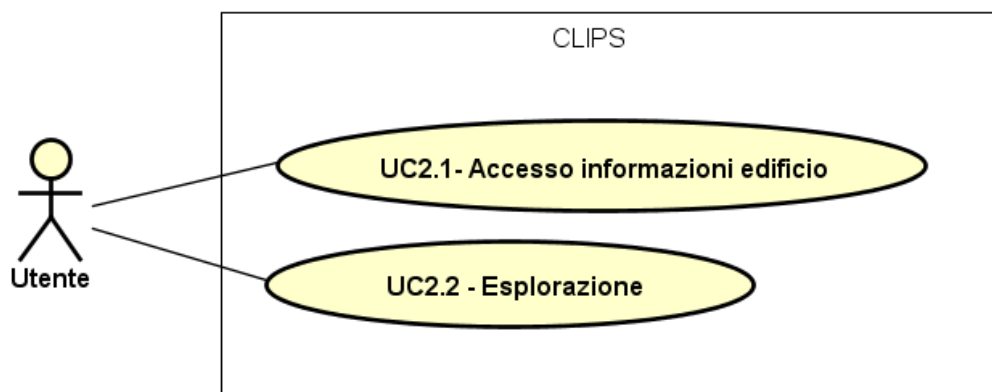 CLIPS
UC2.1- Accesso informazioni edificio
UC2.2 - Esplorazione
Utente